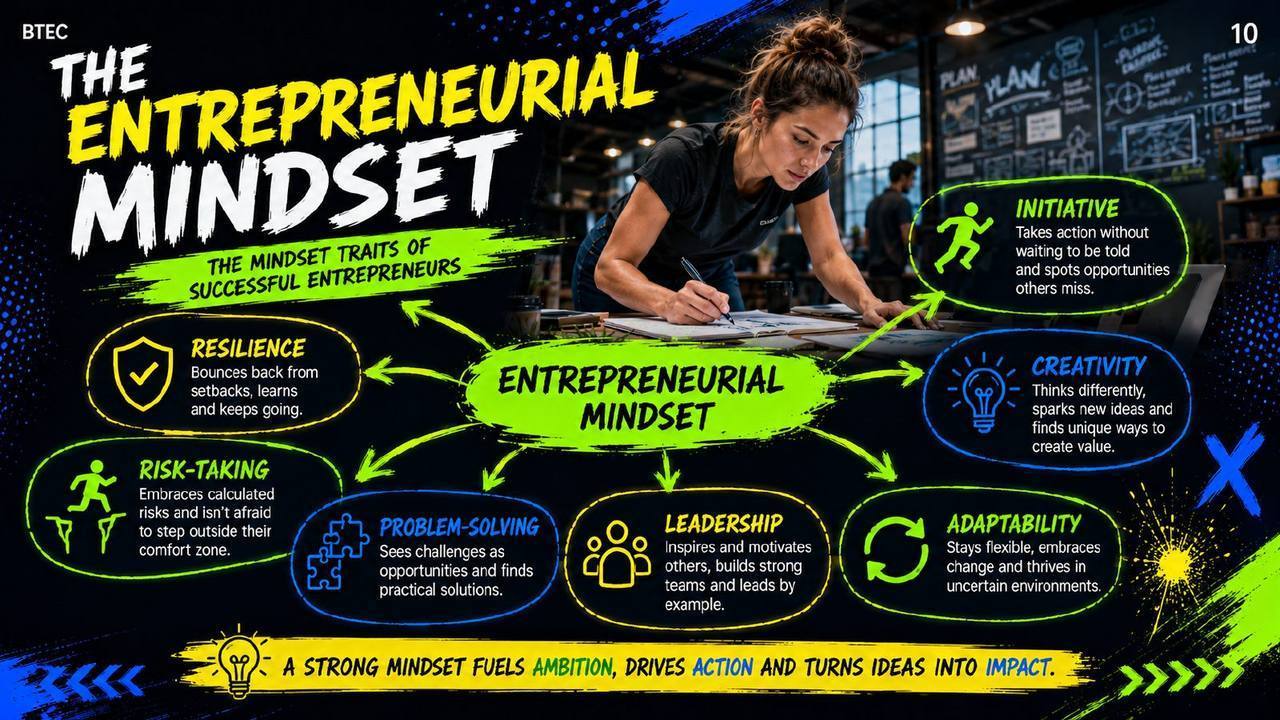 BTEC
10
THE
ENTREPRENEURIAL
MINDSET
THE MINDSET TRAITS OF
SUCCESSFUL ENTREPRENEURS
PLAN
PLAN
INITIATIVE
Takes action without
waiting to be told
and spots opportunities
others miss.
RESILIENCE
Bounces back from
setbacks, learns
and keeps going.
ENTREPRENEURIAL
MINDSET
CREATIVITY
Thinks differently,
sparks new ideas and
finds unique ways to
create value.
RISK-TAKING
Embraces calculated
risks and isn't afraid
to step outside their
comfort zone.
PROBLEM-SOLVING
Sees challenges as
opportunities and finds
practical solutions.
LEADERSHIP
Inspires and motivates
others, builds strong
teams and leads by
example.
ADAPTABILITY
Stays flexible, embraces
change and thrives in
uncertain environments.
A STRONG MINDSET FUELS AMBITION, DRIVES ACTION AND TURNS IDEAS INTO IMPACT.